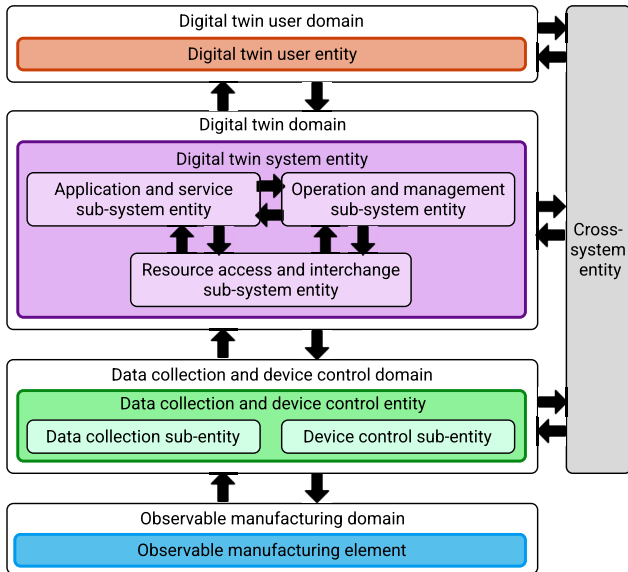 Digital twin user domain
Digital twin user entity
Digital twin domain
Digital twin system entity
Application and service
sub-system entity
Operation and management
sub-system entity
Resource access and interchange
sub-system entity
Cross-
system
entity
Data collection and device control domain
Data collection and device control entity
Data collection sub-entity
Device control sub-entity
Observable manufacturing domain
Observable manufacturing element